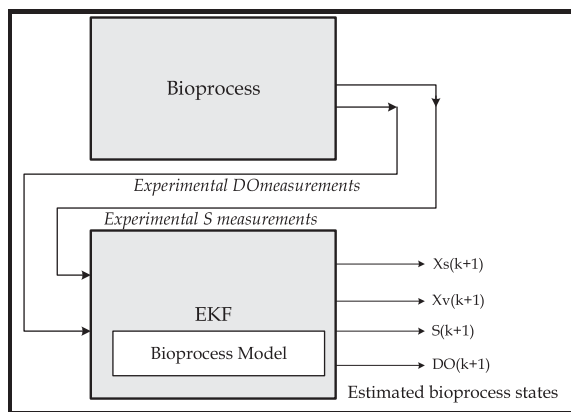 Bioprocess
Experimental DOmeasurements
Experimental S measurements
Xs(k+1)
Xv(k+1)
EKF
S(k+1)
Bioprocess Model
DO(k+1)
Estimated bioprocess states